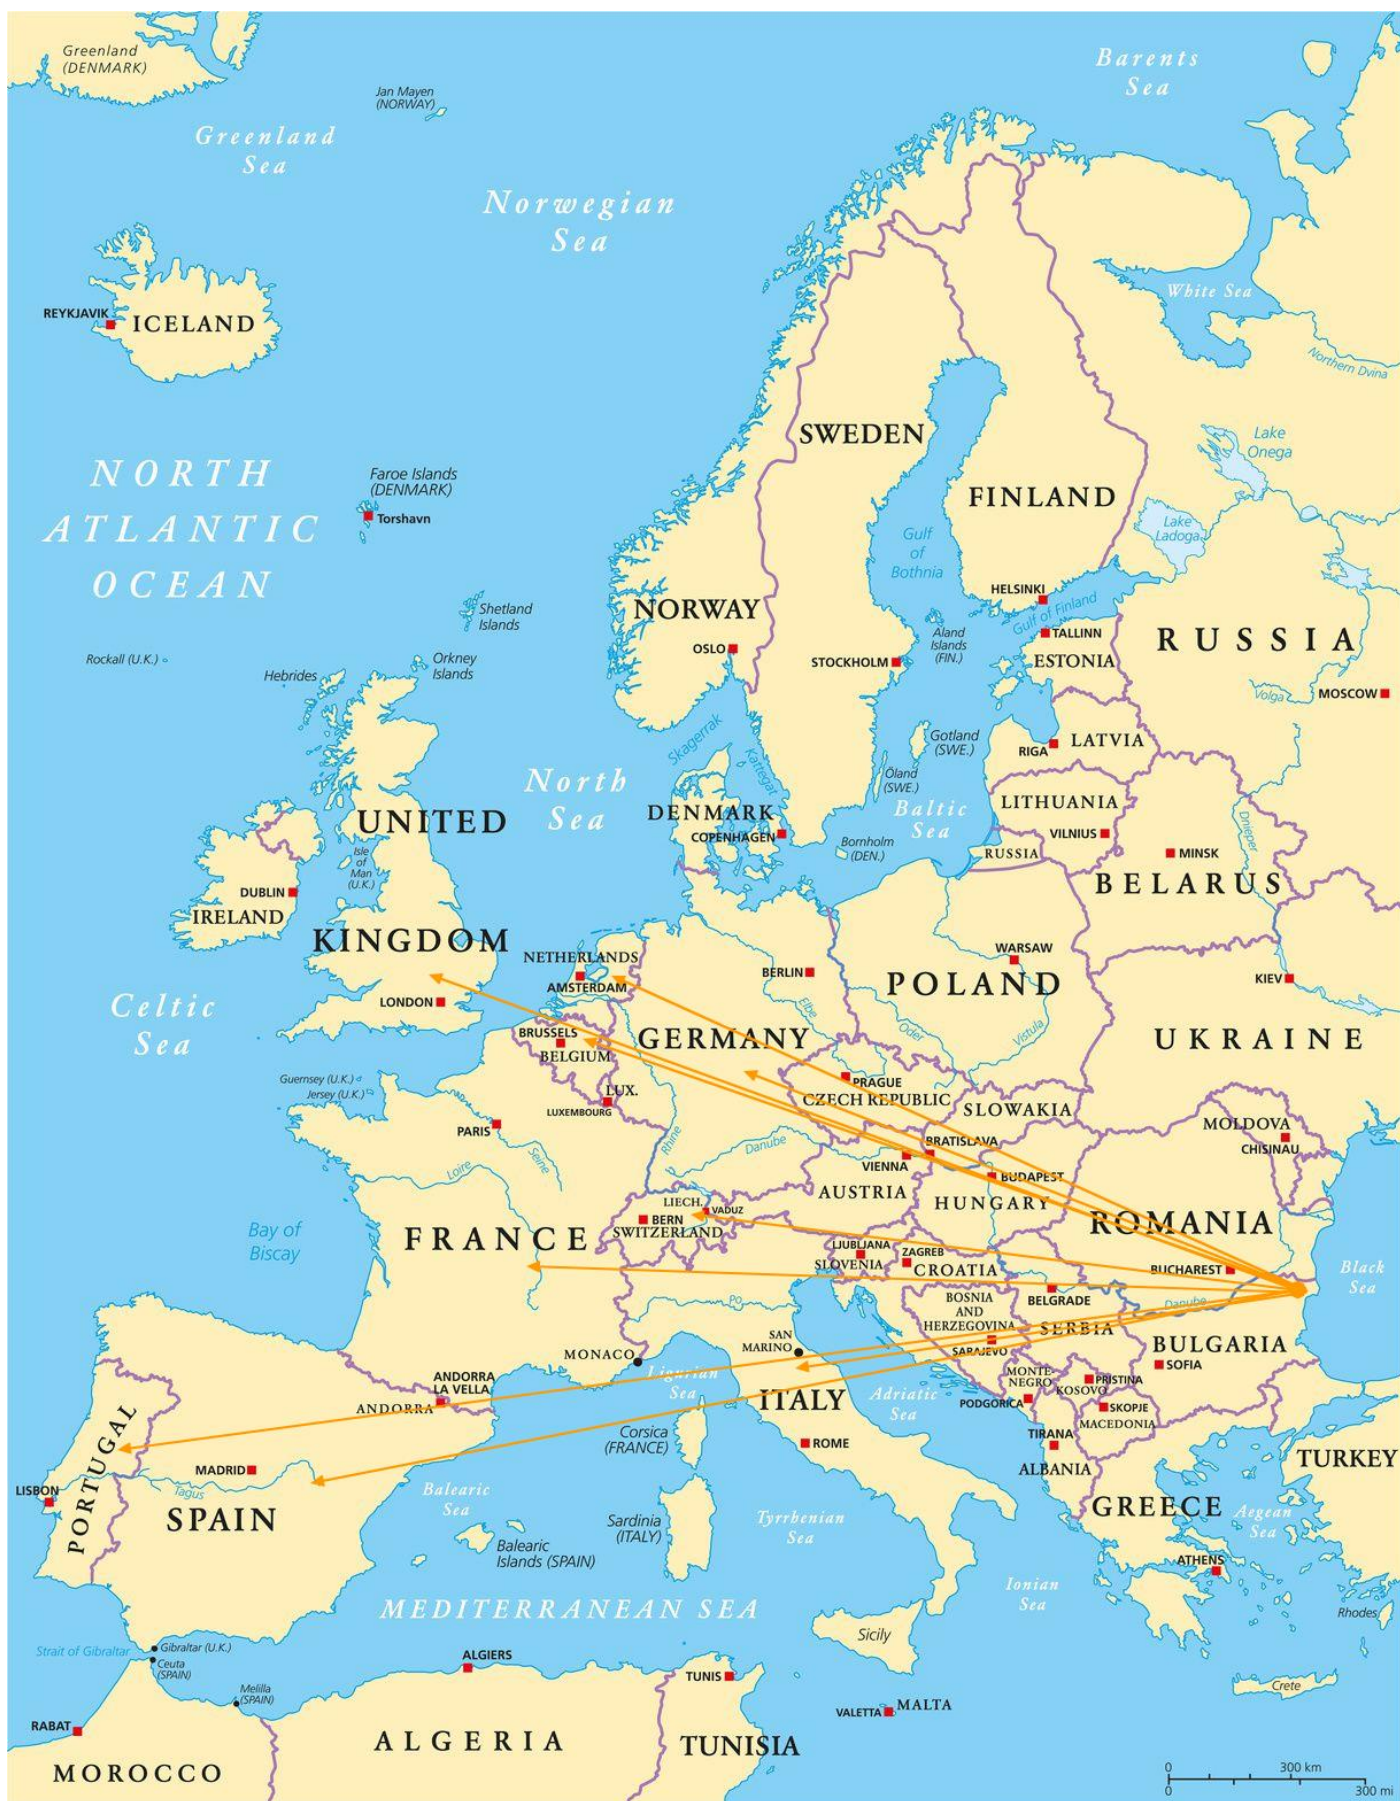 Greenland
(DENMARK)
Jan Mayen
(NORWAY)
Barents
Sea
Greenland
Sea
Norwegian
Sea
White Sea
REYKJAVIK
ICELAND
Northern Dvina
SWEDEN
Lake
Onega
NORTH
ATLANTIC
OCEAN
Faroe Islands
(DENMARK)
Torshavn
FINLAND
Lake
Ladoga
Gulf
of
Bothnia
HELSINKI
Gulf of Finland
Shetland
Islands
NORWAY
OSLO
STOCKHOLM
Aland
Islands
(FIN.)
TALLINN
ESTONIA
RUSSIA
Rockall (U.K.)
Hebrides
Orkney
Islands
Volga
MOSCOW
Skagerrak
Kattegat
Gotland
(SWE.)
RIGA
LATVIA
North
Sea
Öland
(SWE.)
Baltic
Sea
LITHUANIA
VILNIUS
UNITED
KINGDOM
DENMARK
COPENHAGEN
Bornholm
(DEN.)
RUSSIA
MINSK
BELARUS
Dnieper
Isle
of
Man
(U.K.)
DUBLIN
IRELAND
NETHERLANDS
AMSTERDAM
BERLIN
WARSAW
POLAND
KIEV
Celtic
Sea
LONDON
Elbe
Oder
Vistula
UKRAINE
BRUSSELS
BELGIUM
GERMANY
Guernsey (U.K.)
Jersey (U.K.)
LUX.
LUXEMBOURG
PRAGUE
CZECH REPUBLIC
SLOWAKIA
MOLDOVA
CHISINAU
PARIS
Seine
Loire
Rhine
Danube
VIENNA
BRATISLAVA
BUDAPEST
AUSTRIA
HUNGARY
ROMANIA
Bay of
Biscay
FRANCE
LIECH.
VADUZ
BERN
SWITZERLAND
LJUBLJANA
SLOVENIA
ZAGREB
CROATIA
BUCHAREST
Black
Sea
Po
BOSNIA
AND
HERZEGOVINA
SARAJEVO
BELGRADE
SERBIA
Danube
BULGARIA
SOFIA
MONACO
SAN
MARINO
Ligurian
Sea
ITALY
Adriatic
Sea
MONTE-
NEGRO
PODGORICA
PRISTINA
KOSOVO
SKOPJE
MACEDONIA
ANDORRA
LA VELLA
ANDORRA
Corsica
(FRANCE)
ROME
TIRANA
ALBANIA
TURKEY
PORTUGAL
LISBON
MADRID
Tagus
SPAIN
Balearic
Sea
Balearic
Islands (SPAIN)
Sardinia
(ITALY)
Tyrrhenian
Sea
GREECE
Aegean
Sea
ATHENS
Ionian
Sea
MEDITERRANEAN SEA
Sicily
Rhodes
Strait of Gibraltar
Gibraltar (U.K.)
Ceuta
(SPAIN)
Melilla
(SPAIN)
ALGIERS
TUNIS
Crete
RABAT
MOROCCO
ALGERIA
TUNISIA
VALETTA
MALTA
0
300 km
0
300 mi